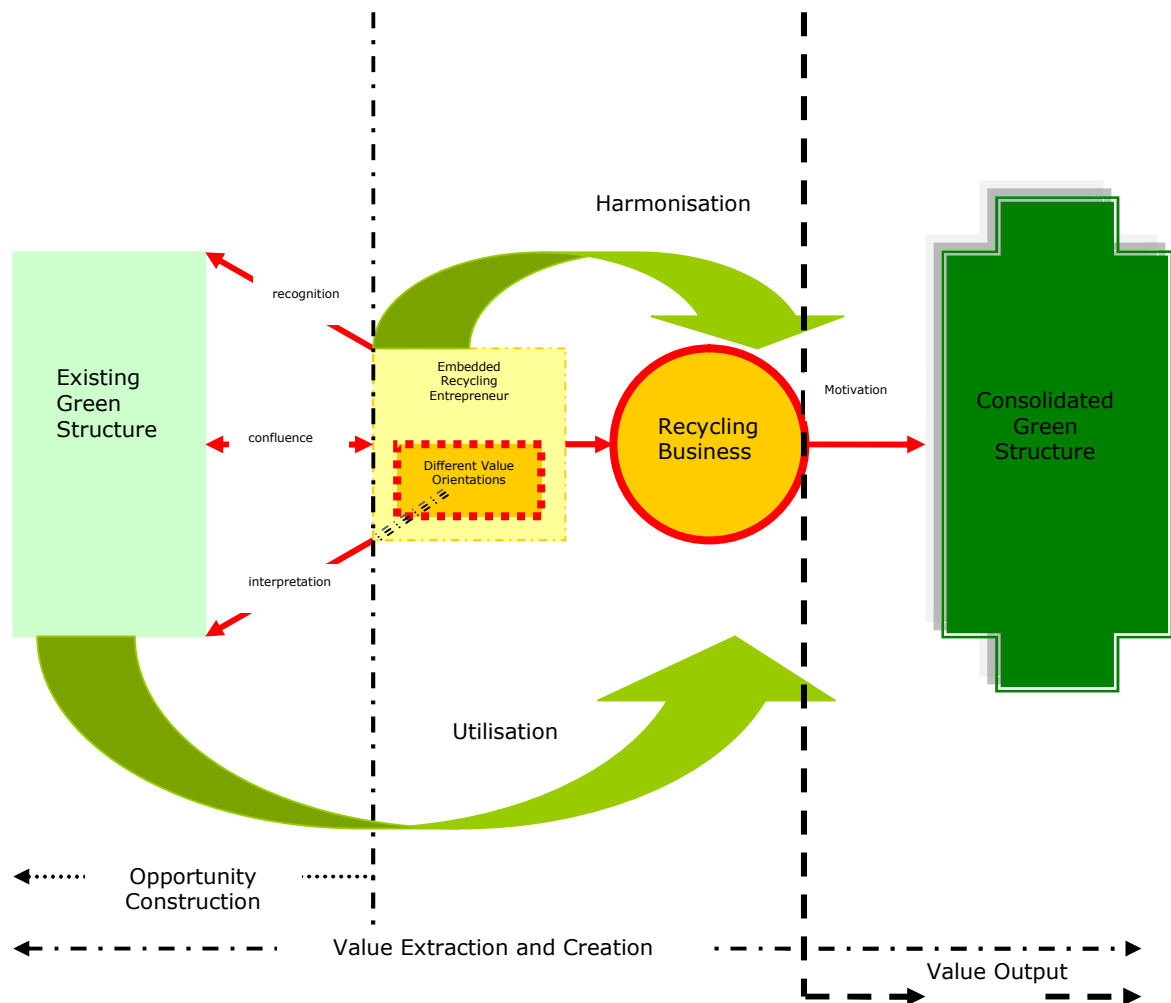 Harmonisation
recognition
Existing
Green
Structure
Embedded
Recycling
Entrepreneur
confluence
Different Value
Orientations
Recycling
Business
Motivation
Consolidated
Green
Structure
interpretation
Utilisation
Opportunity
Construction
Value Extraction and Creation
Value Output